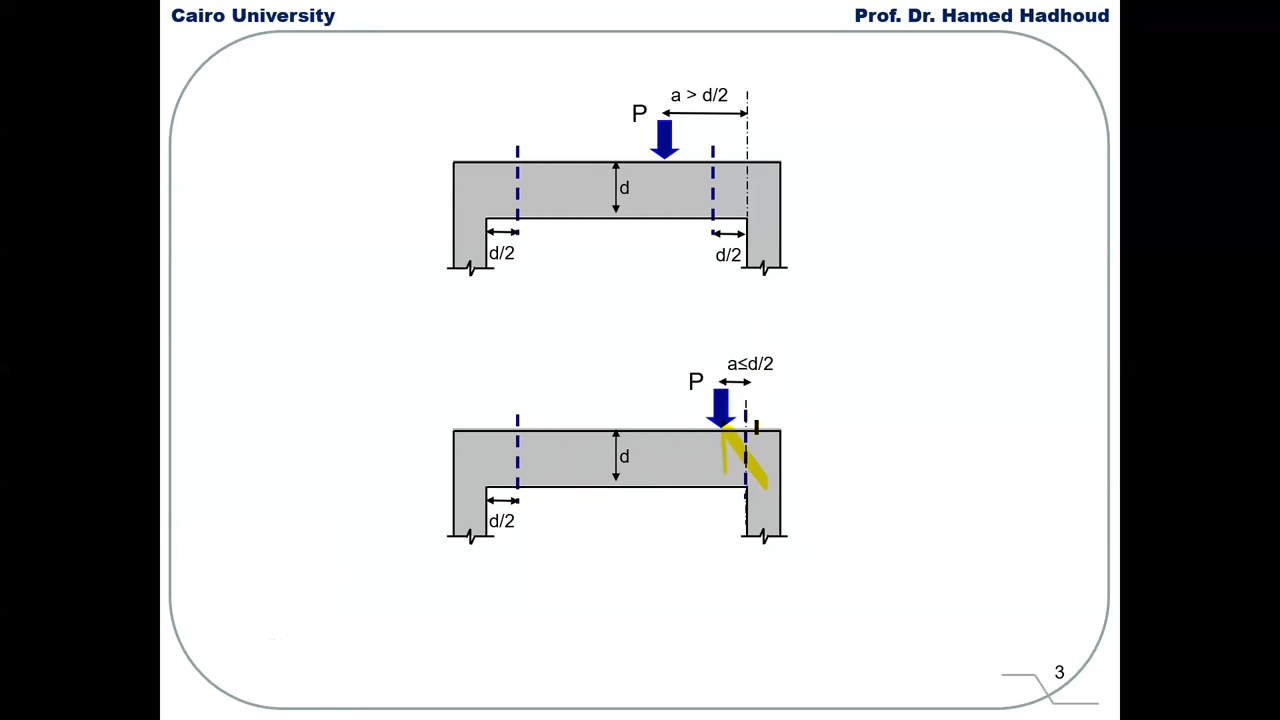 Cairo University
Prof. Dr. Hamed Hadhoud
a > d/2
P
d
d/2
d/2
a≤d/2
P
d
d/2
3